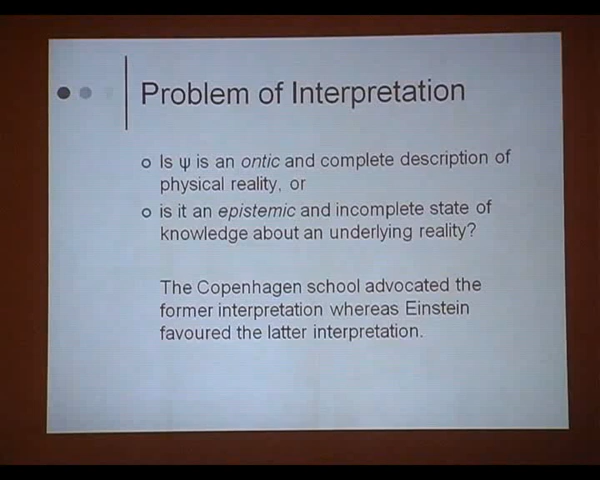 Problem of Interpretation
Is ψ is an ontic and complete description of
physical reality, or
is it an epistemic and incomplete state of
knowledge about an underlying reality?
The Copenhagen school advocated the
former interpretation whereas Einstein
favoured the latter interpretation.